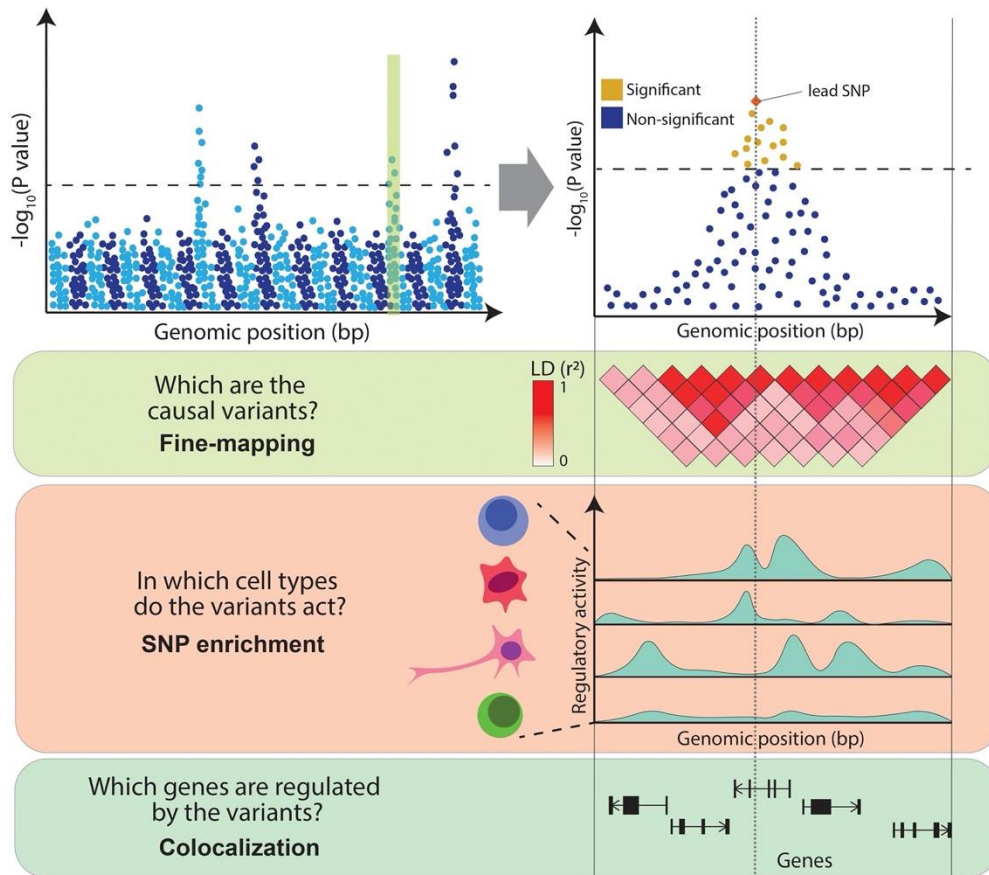 -log10(P value)
Genomic position (bp)
-log10(P value)
Significant
Non-significant
lead SNP
Genomic position (bp)
Which are the
causal variants?
Fine-mapping
LD (r²)
1
0
In which cell types
do the variants act?
SNP enrichment
Regulatory activity
Genomic position (bp)
Which genes are regulated
by the variants?
Colocalization
Genes